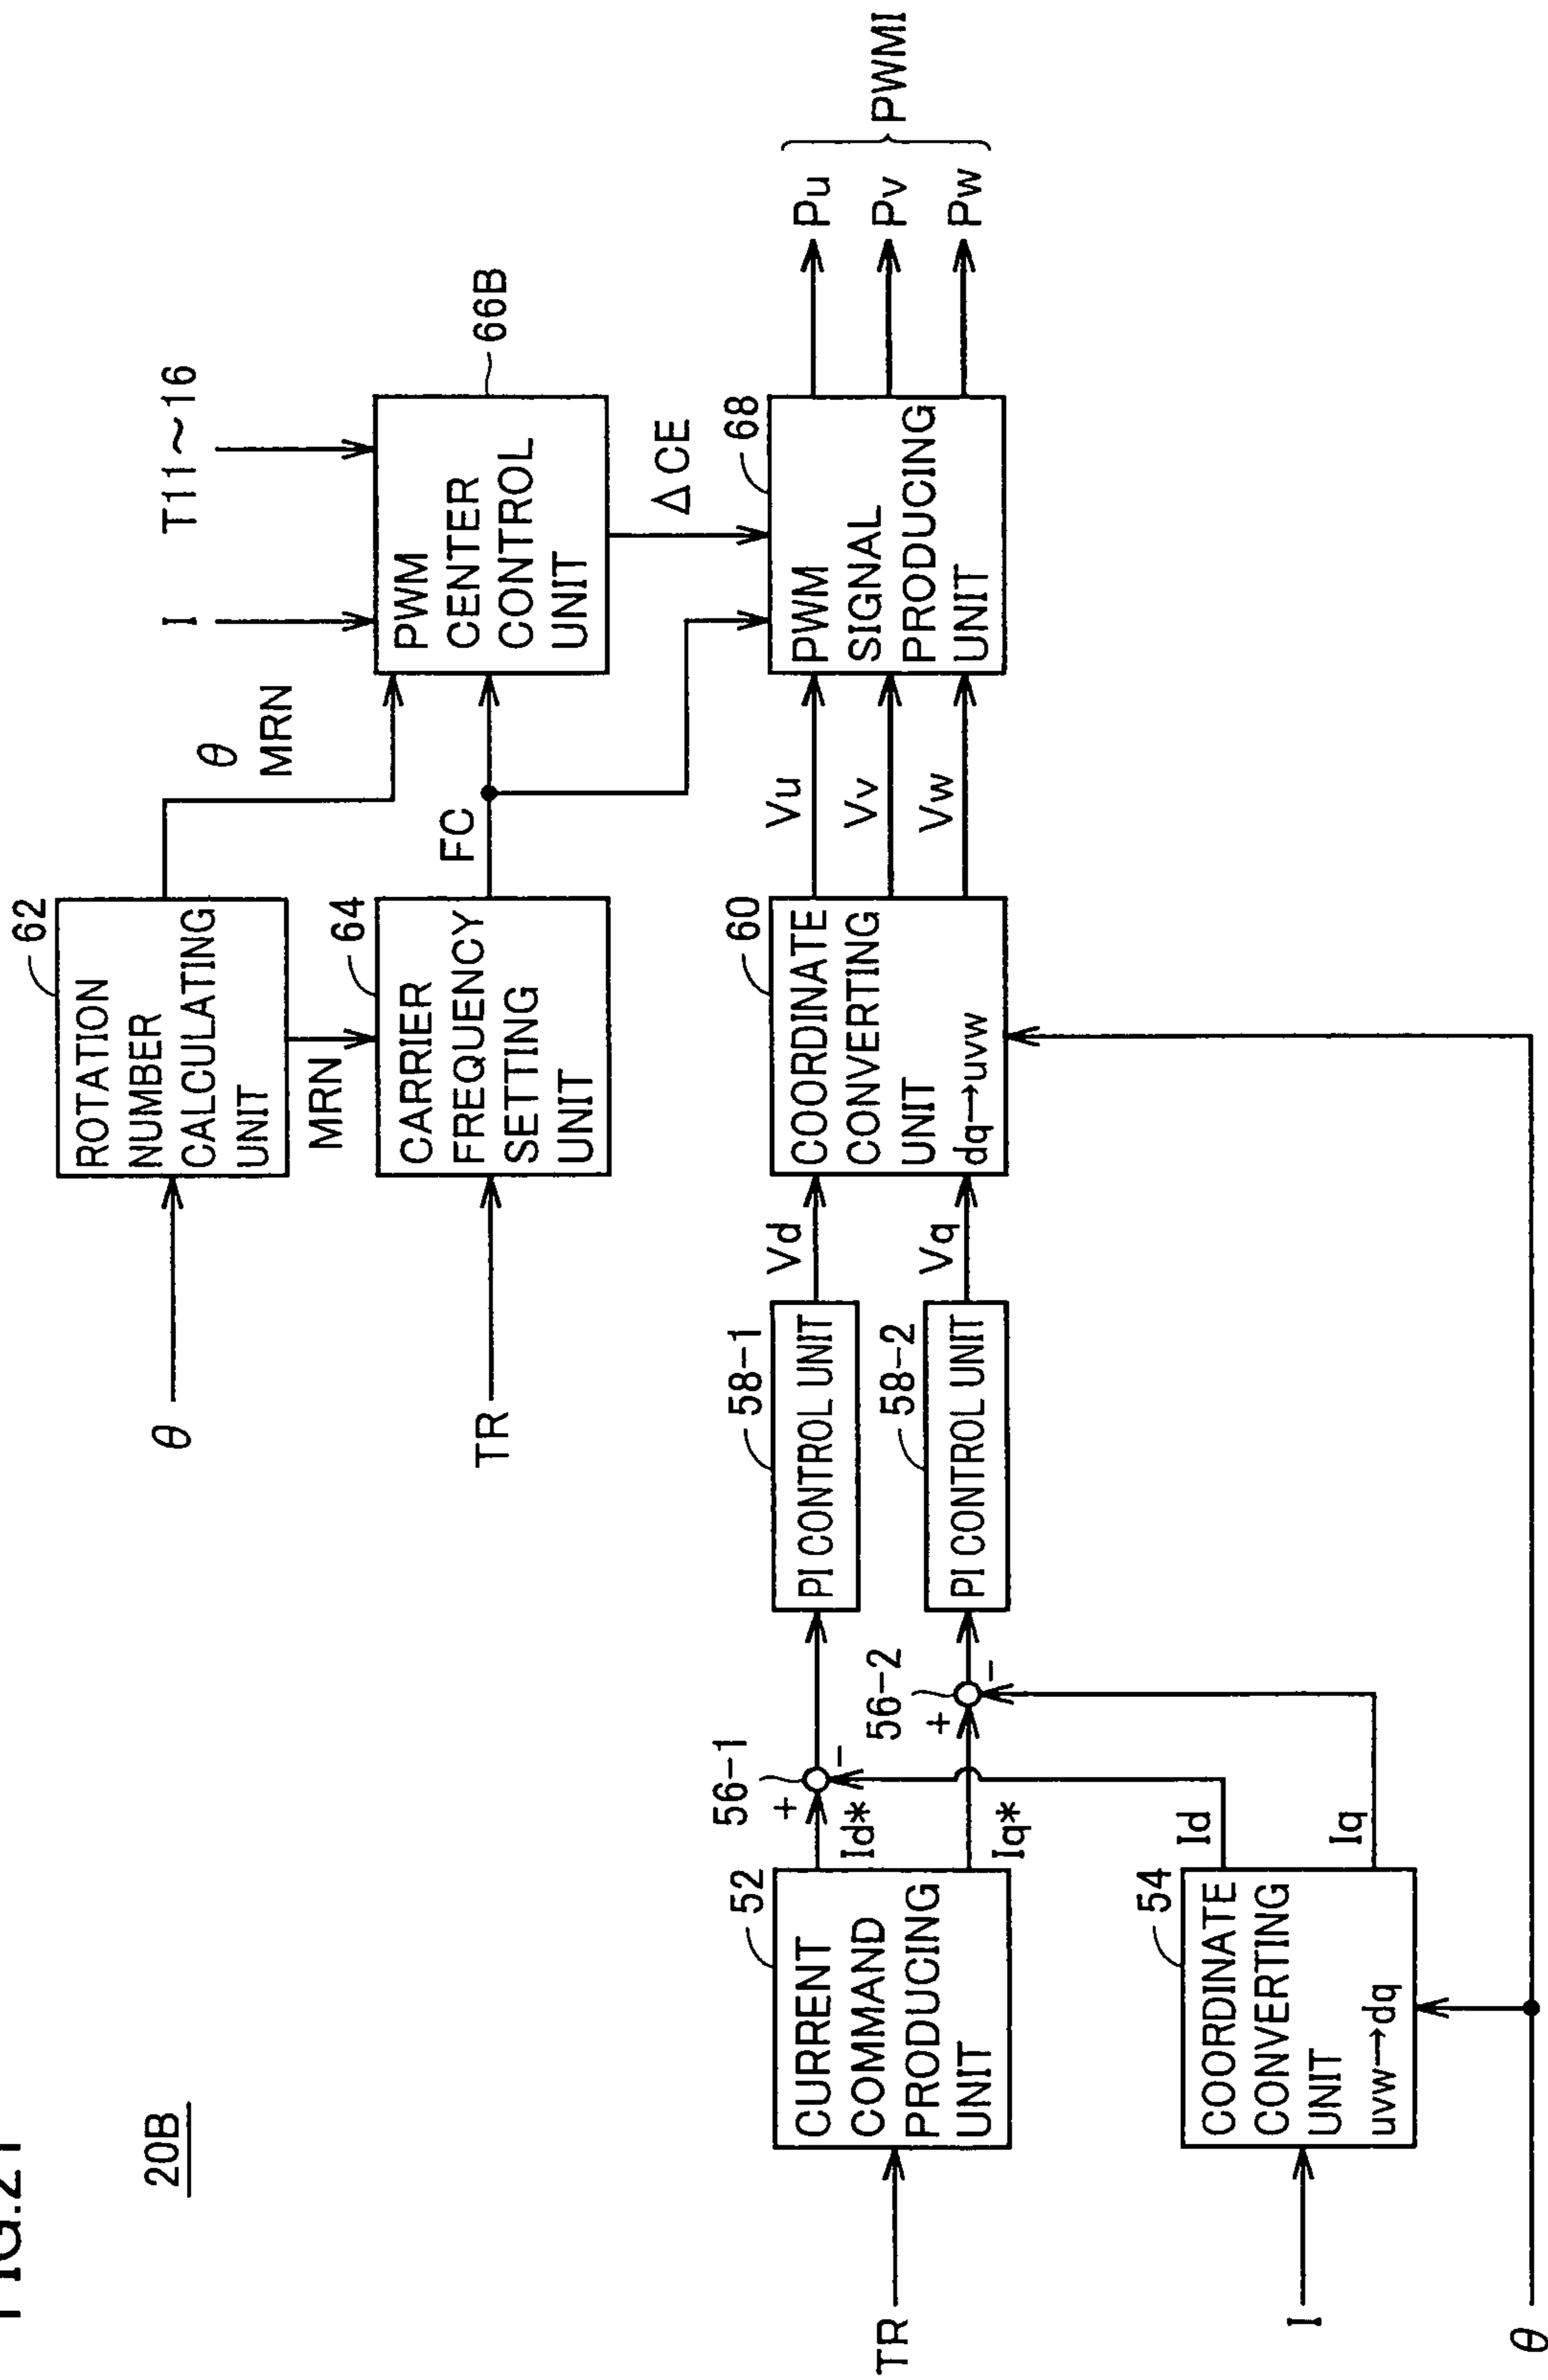 FIG.21
20B
θ
62
ROTATION
NUMBER
CALCULATING
UNIT
θ
MRN
MRN
TR
64
CARRIER
FREQUENCY
SETTING
UNIT
FC
I
T11~16
PWM
CENTER
CONTROL
UNIT
66B
ΔCE
TR
52
CURRENT
COMMAND
PRODUCING
UNIT
56-1
+
-
Id*
56-2
+
-
Iq*
58-1
PI CONTROL UNIT
58-2
PI CONTROL UNIT
Vd
Vq
60
COORDINATE
CONVERTING
UNIT
dq→uvw
Vu
Vv
Vw
68
PWM
SIGNAL
PRODUCING
UNIT
Pu
Pv
Pw
PWMI
I
54
COORDINATE
CONVERTING
UNIT
uvw→dq
Id
Iq
θ